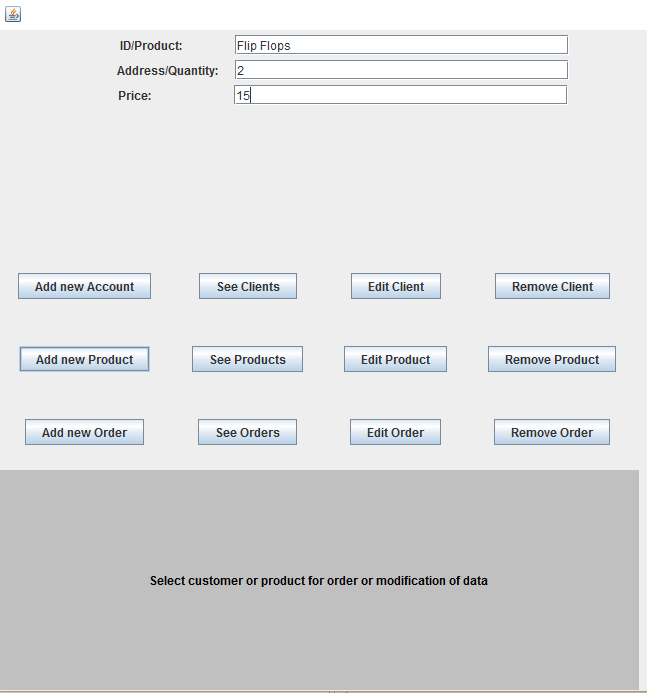 ID/Product: Flip Flops
Address/Quantity: 2
Price: 15
Add new Account See Clients Edit Client Remove Client
Add new Product See Products Edit Product Remove Product
Add new Order See Orders Edit Order Remove Order
Select customer or product for order or modification of data